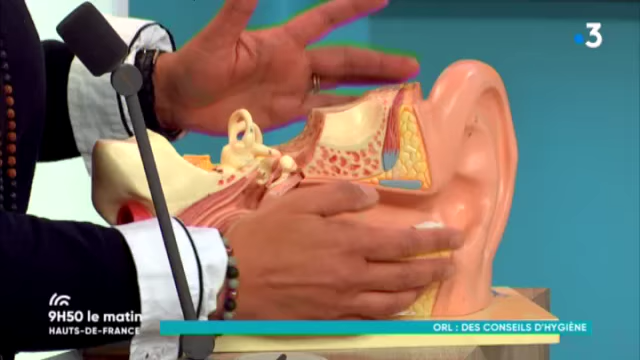 3
9H50 le matin
HAUTS-DE-FRANCE
ORL : DES CONSEILS D'HYGIÈNE